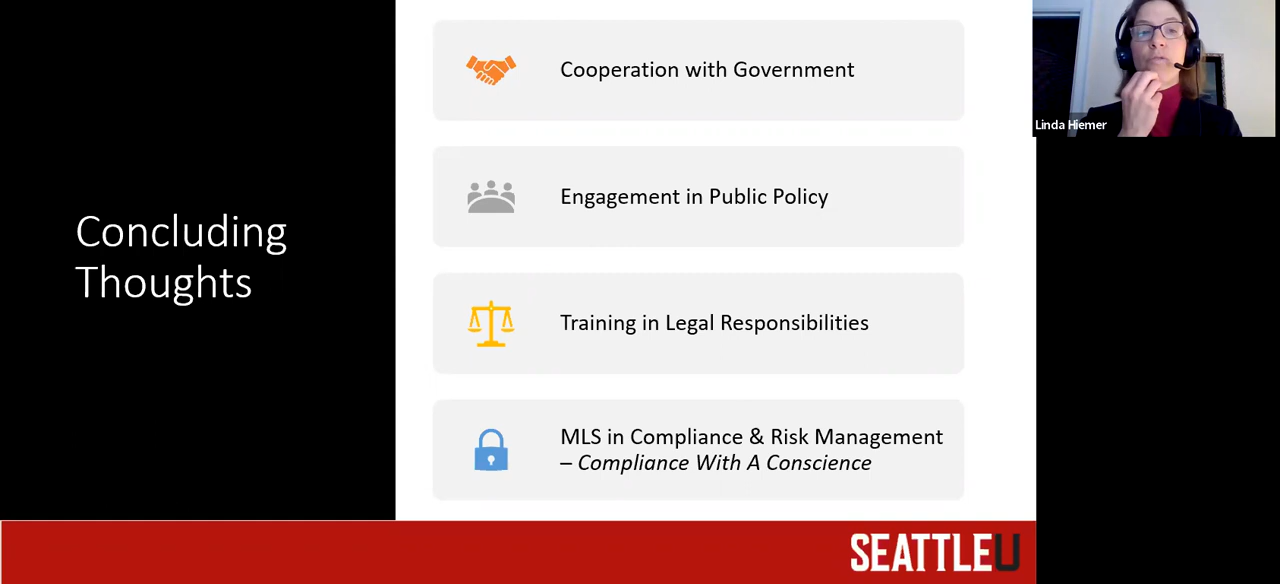 Concluding
Thoughts
Cooperation with Government
Engagement in Public Policy
Training in Legal Responsibilities
MLS in Compliance & Risk Management
– Compliance With A Conscience
Linda Hiemer
SEATTLEU